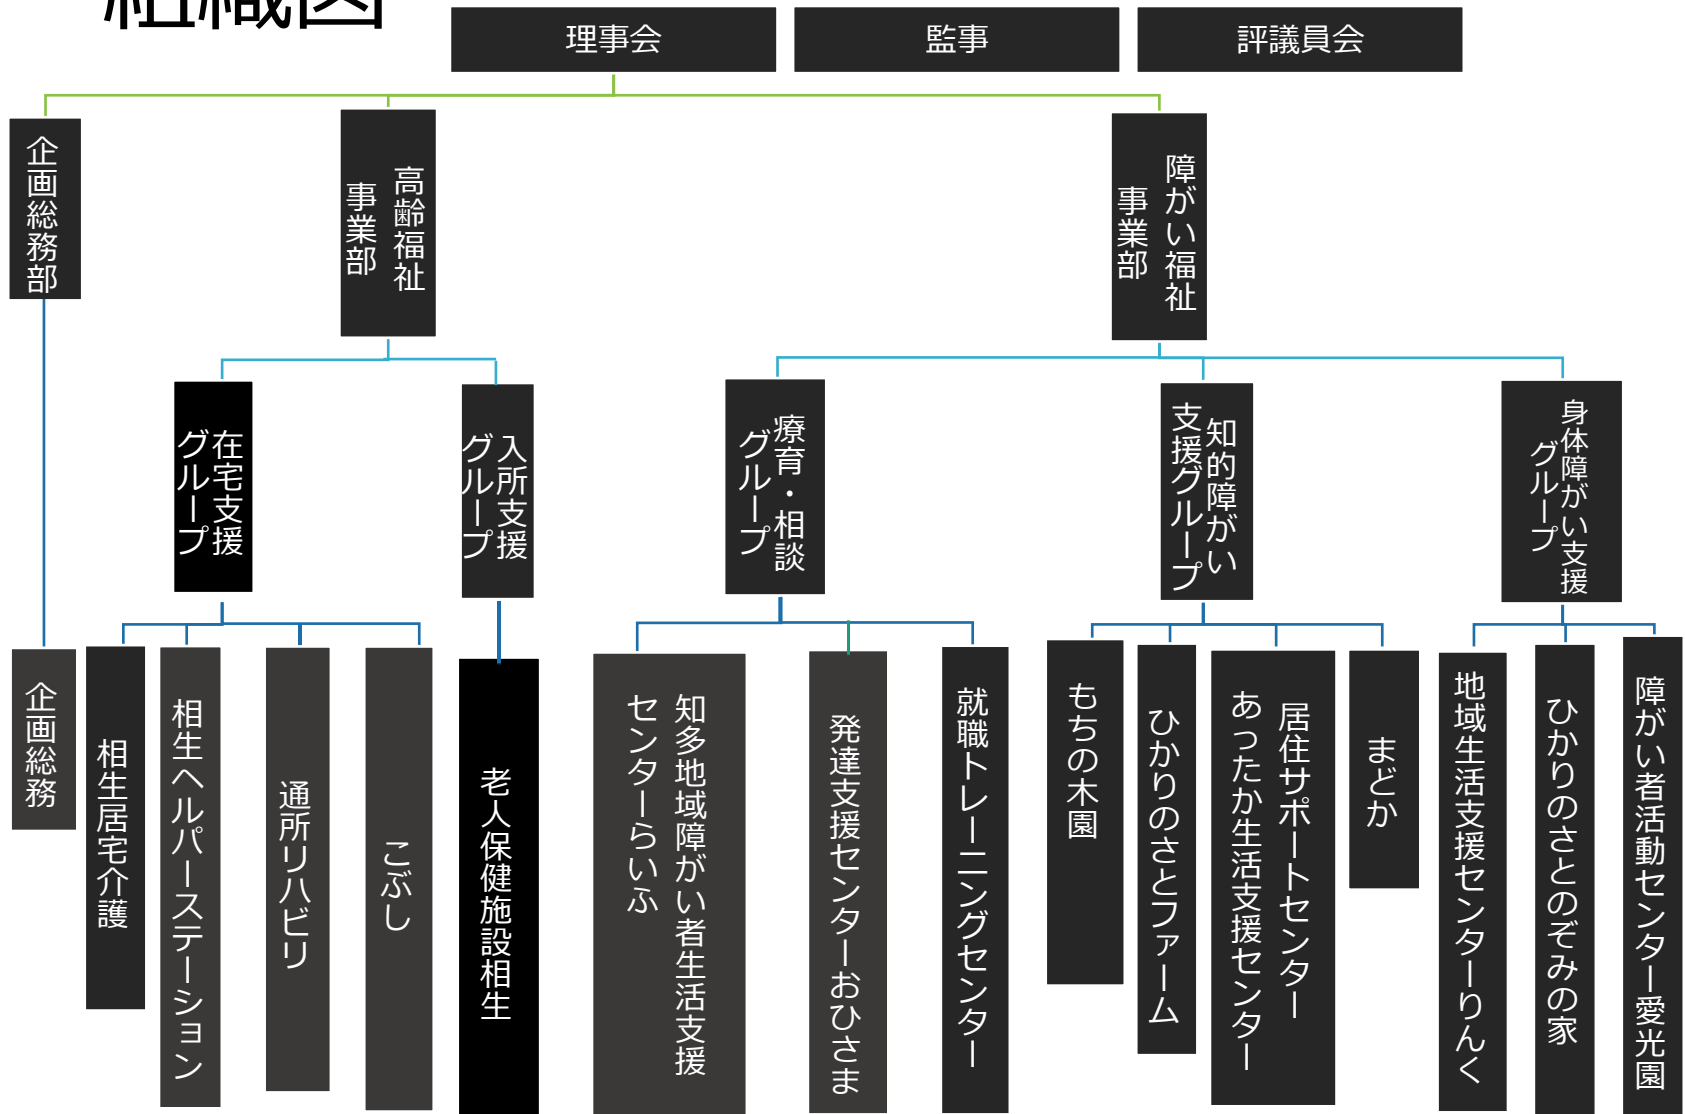 組織図
理事会
監事
評議員会
企画総務部
高齢福祉
事業部
障がい福祉
事業部
在宅支援
グループ
入所支援
グループ
療育・相談
グループ
知的障がい
支援グループ
身体障がい支援
グループ
企画総務
相生居宅介護
相生ヘルパーステーション
通所リハビリ
こぶし
老人保健施設相生
知多地域障がい者生活支援
センターらいふ
発達支援センターおひさま
就職トレーニングセンター
もちの木園
ひかりのさとファーム
居住サポートセンター
あったか生活支援センター
まどか
地域生活支援センターりんく
ひかりのさとのぞみの家
障がい者活動センター愛光園